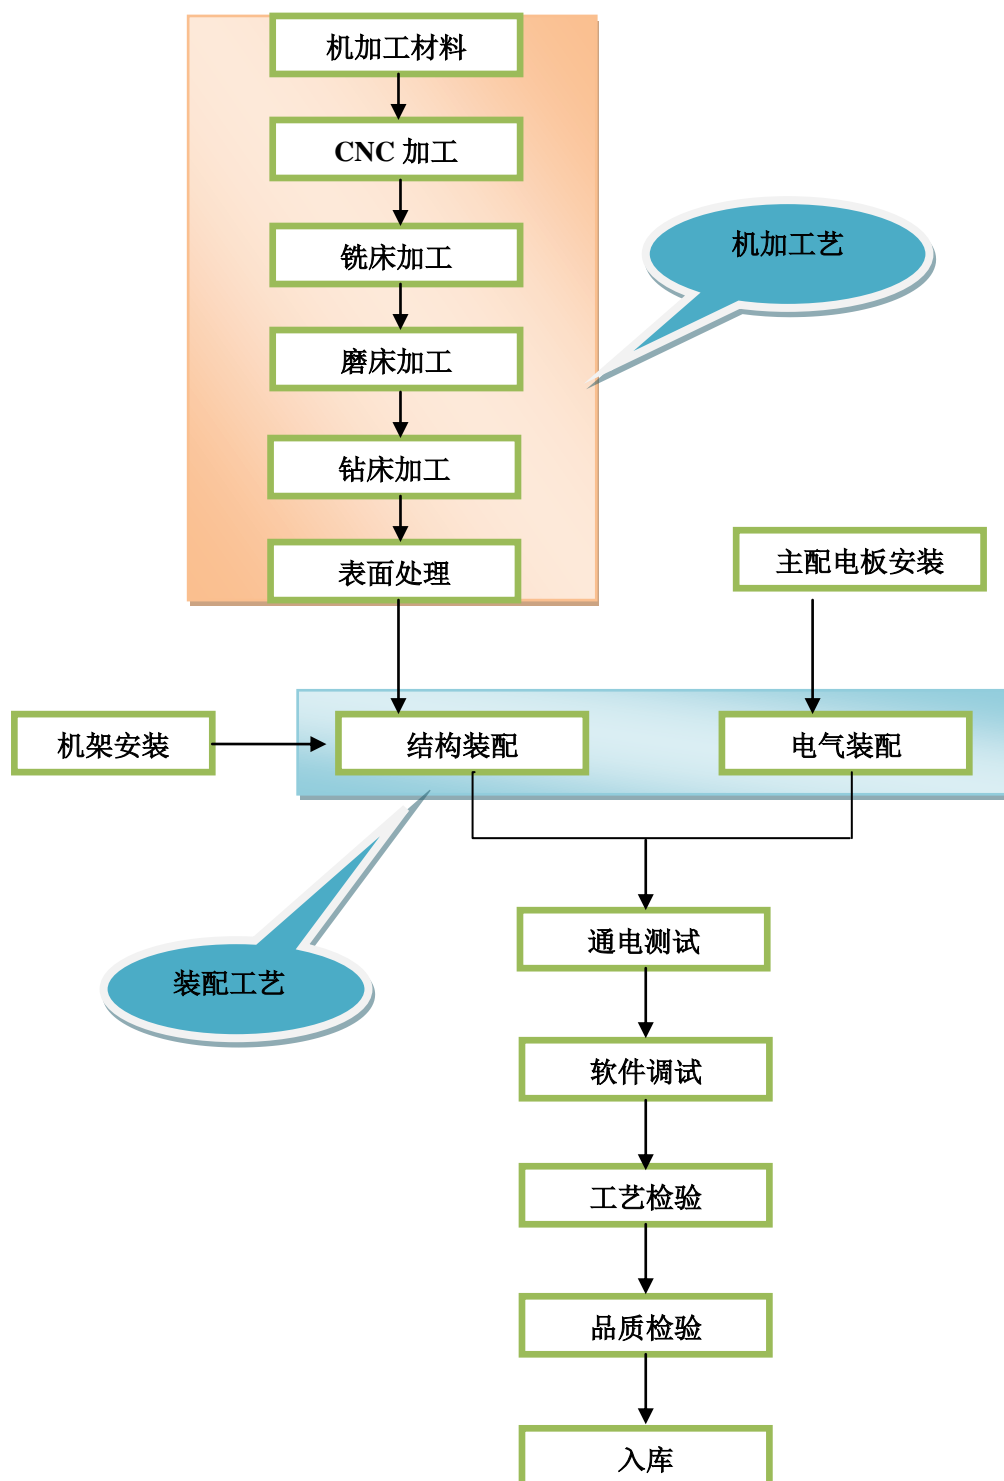 机加工材料
CNC 加工
机加工艺
铣床加工
磨床加工
钻床加工
主配电板安装
表面处理
机架安装
结构装配
电气装配
通电测试
装配工艺
软件调试
工艺检验
品质检验
入库